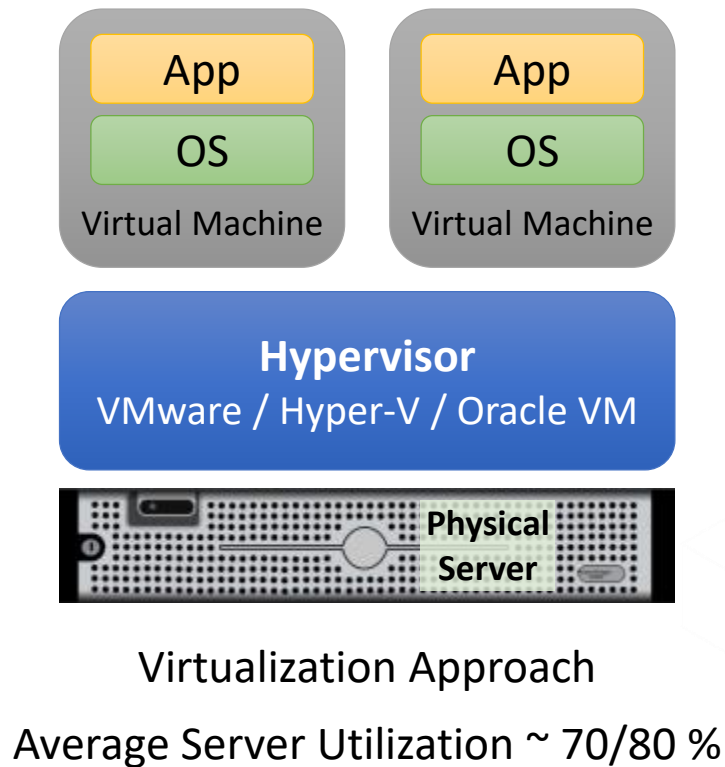 App
App
OS
OS
Virtual Machine
Virtual Machine
Hypervisor
VMware / Hyper-V / Oracle VM
Physical
Server
Virtualization Approach
Average Server Utilization ~ 70/80 %